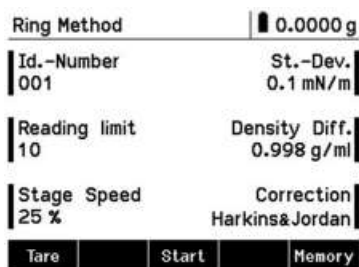 Ring Method 0.0000 g
Id.-Number St.-Dev.
001 0.1 mN/m
Reading limit Density Diff.
10 0.998 g/ml
Stage Speed Correction
25 % Harkins&Jordan
Tare Start Memory